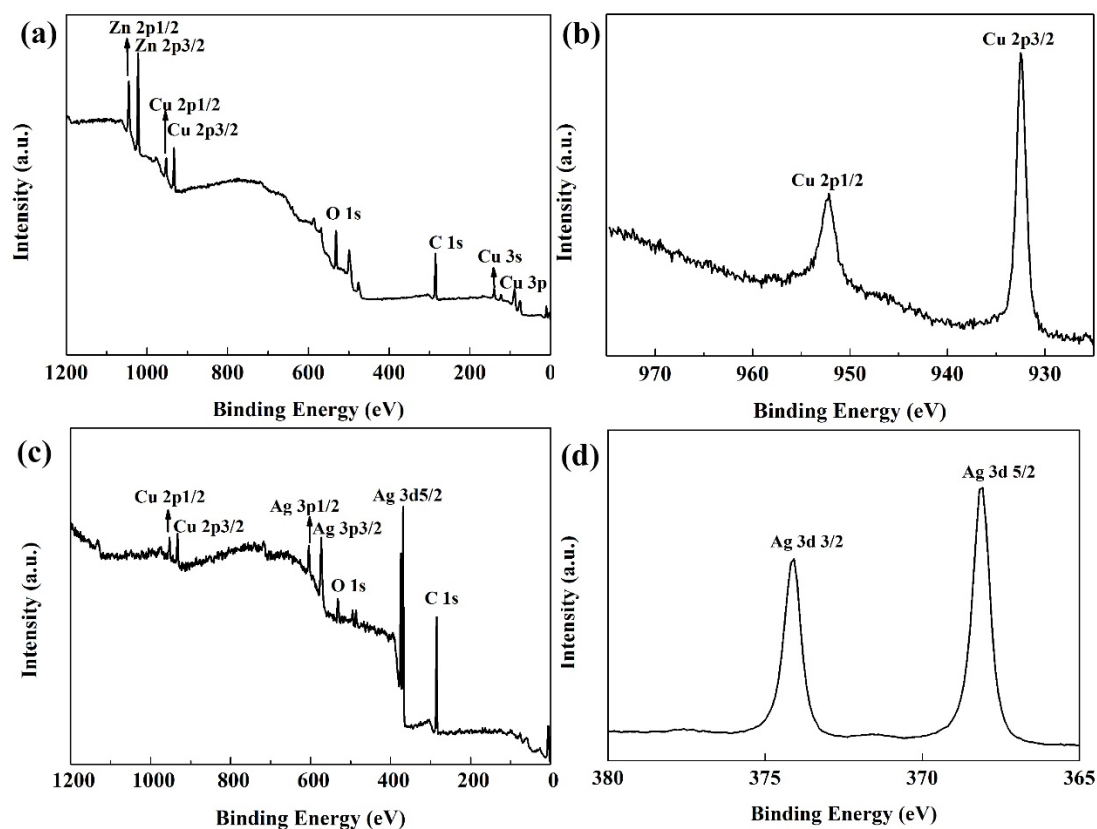 (a)
Zn 2p1/2
Zn 2p3/2
Cu 2p1/2
Cu 2p3/2
O 1s
C 1s
Cu 3s
Cu 3p
Intensity (a.u.)
1200 1000 800 600 400 200 0
Binding Energy (eV)
(b)
Cu 2p3/2
Cu 2p1/2
Intensity (a.u.)
970 960 950 940 930
Binding Energy (eV)
(c)
Cu 2p1/2
Cu 2p3/2
Ag 3p1/2
Ag 3p3/2
Ag 3d5/2
O 1s
C 1s
Intensity (a.u.)
1200 1000 800 600 400 200 0
Binding Energy (eV)
(d)
Ag 3d 5/2
Ag 3d 3/2
Intensity (a.u.)
380 375 370 365
Binding Energy (eV)